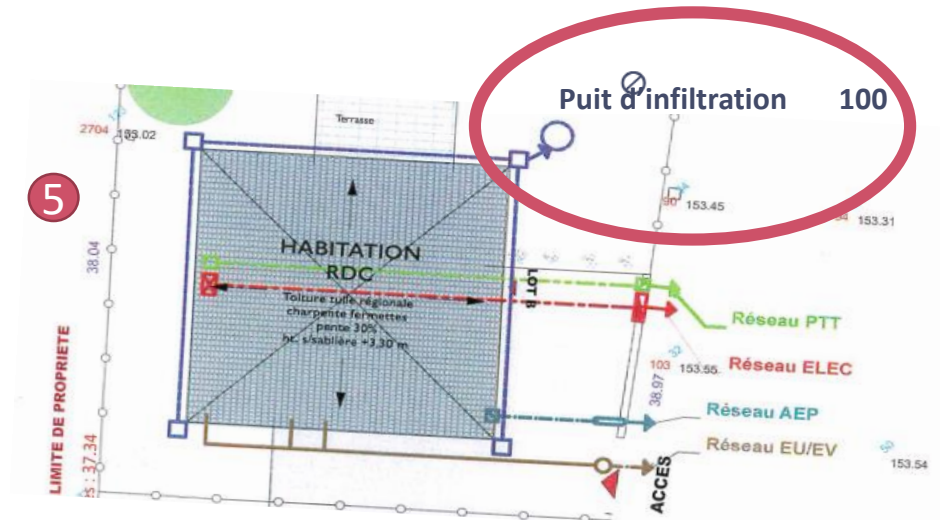 Puit d'infiltration 100
Terrasse
2704 153.02
5
90 153.45
153.31
38.04
HABITATION
RDC
Toiture tuile régionale
charpente fermettes
pente 30%
ht. s/sablière +3.30 m
LOT B
Réseau PTT
103 153.55
Réseau ELEC
38.97
Réseau AEP
Réseau EU/EV
153.54
LIMITE DE PROPRIETE
s : 37.34
ACCES